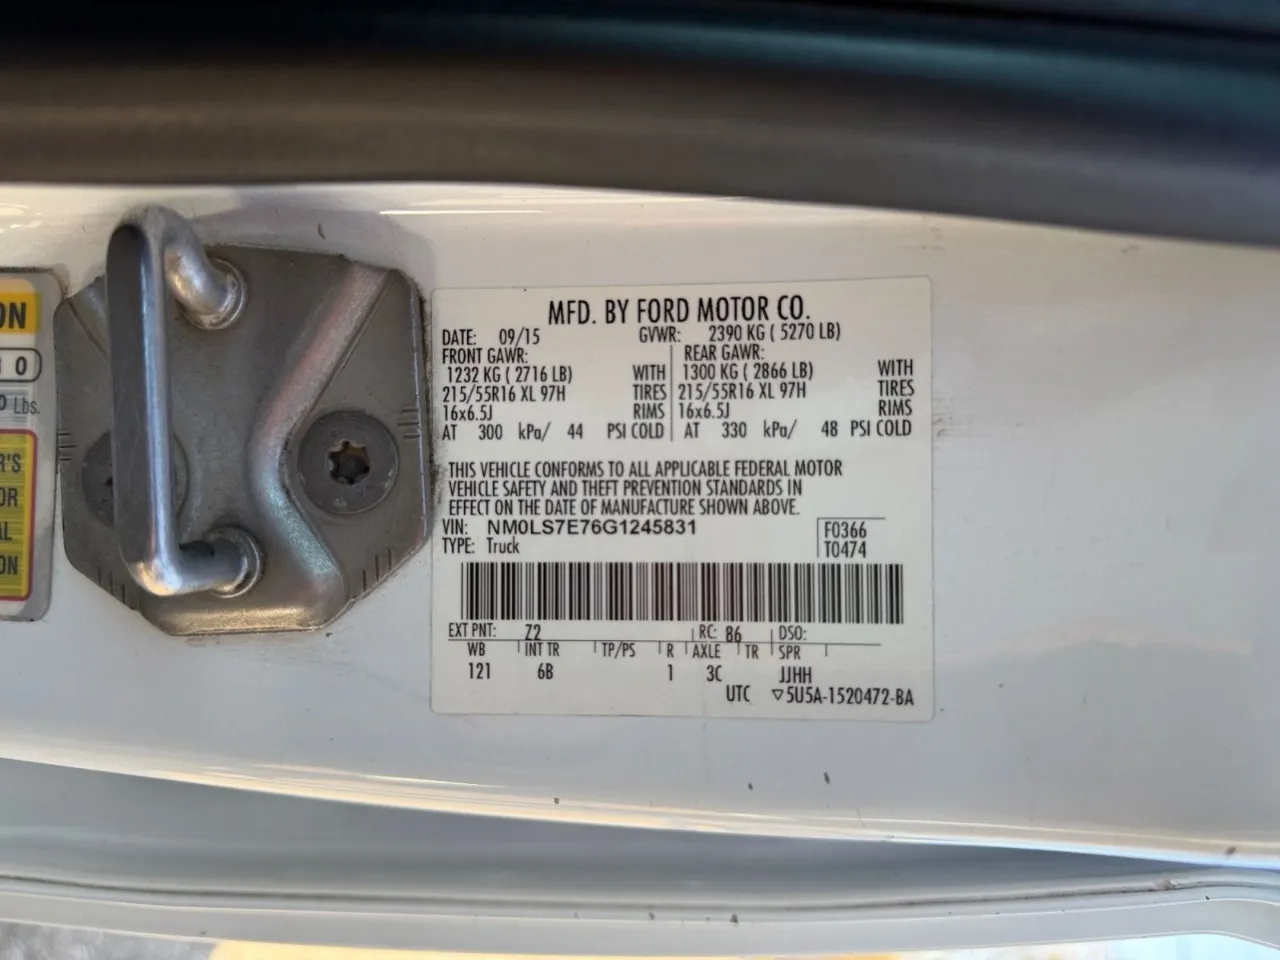 ON
3 0
0 Lbs.
R'S
OR
AL
ON
MFD. BY FORD MOTOR CO.
DATE: 09/15 GVWR: 2390 KG ( 5270 LB)
FRONT GAWR: REAR GAWR:
1232 KG ( 2716 LB) WITH 1300 KG ( 2866 LB) WITH
215/55R16 XL 97H TIRES 215/55R16 XL 97H TIRES
16x6.5J RIMS 16x6.5J RIMS
AT 300 kPa/ 44 PSI COLD AT 330 kPa/ 48 PSI COLD
THIS VEHICLE CONFORMS TO ALL APPLICABLE FEDERAL MOTOR
VEHICLE SAFETY AND THEFT PREVENTION STANDARDS IN
EFFECT ON THE DATE OF MANUFACTURE SHOWN ABOVE.
VIN: NM0LS7E76G1245831 F0366
TYPE: Truck T0474
EXT PNT: Z2 RC: 86 DSO:
WB INT TR TP/PS R AXLE TR SPR
121 6B 1 3C JJHH
UTC ▽5U5A-1520472-BA